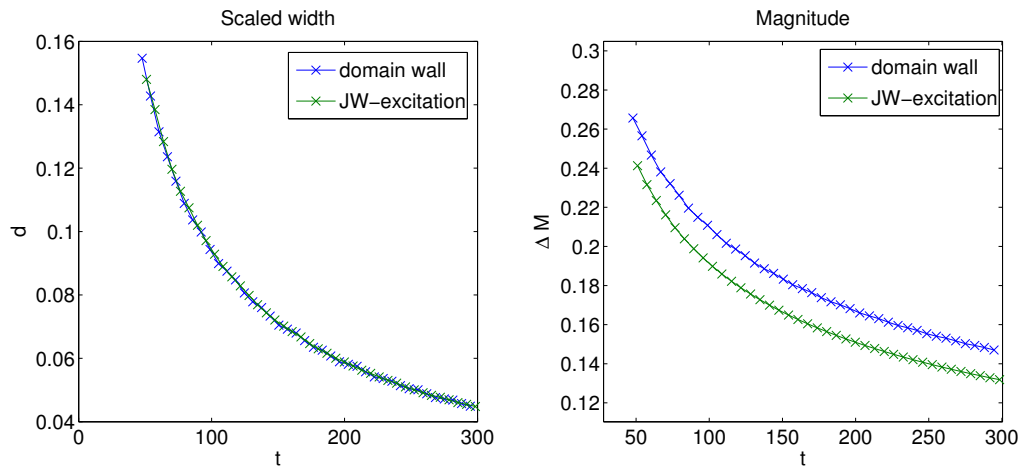 Scaled width
0.16
0.14
0.12
0.1
0.08
0.06
0.04
d
0
100
200
300
t
domain wall
JW-excitation
Magnitude
0.3
0.28
0.26
0.24
0.22
0.2
0.18
0.16
0.14
0.12
Δ M
50
100
150
200
250
300
t
domain wall
JW-excitation